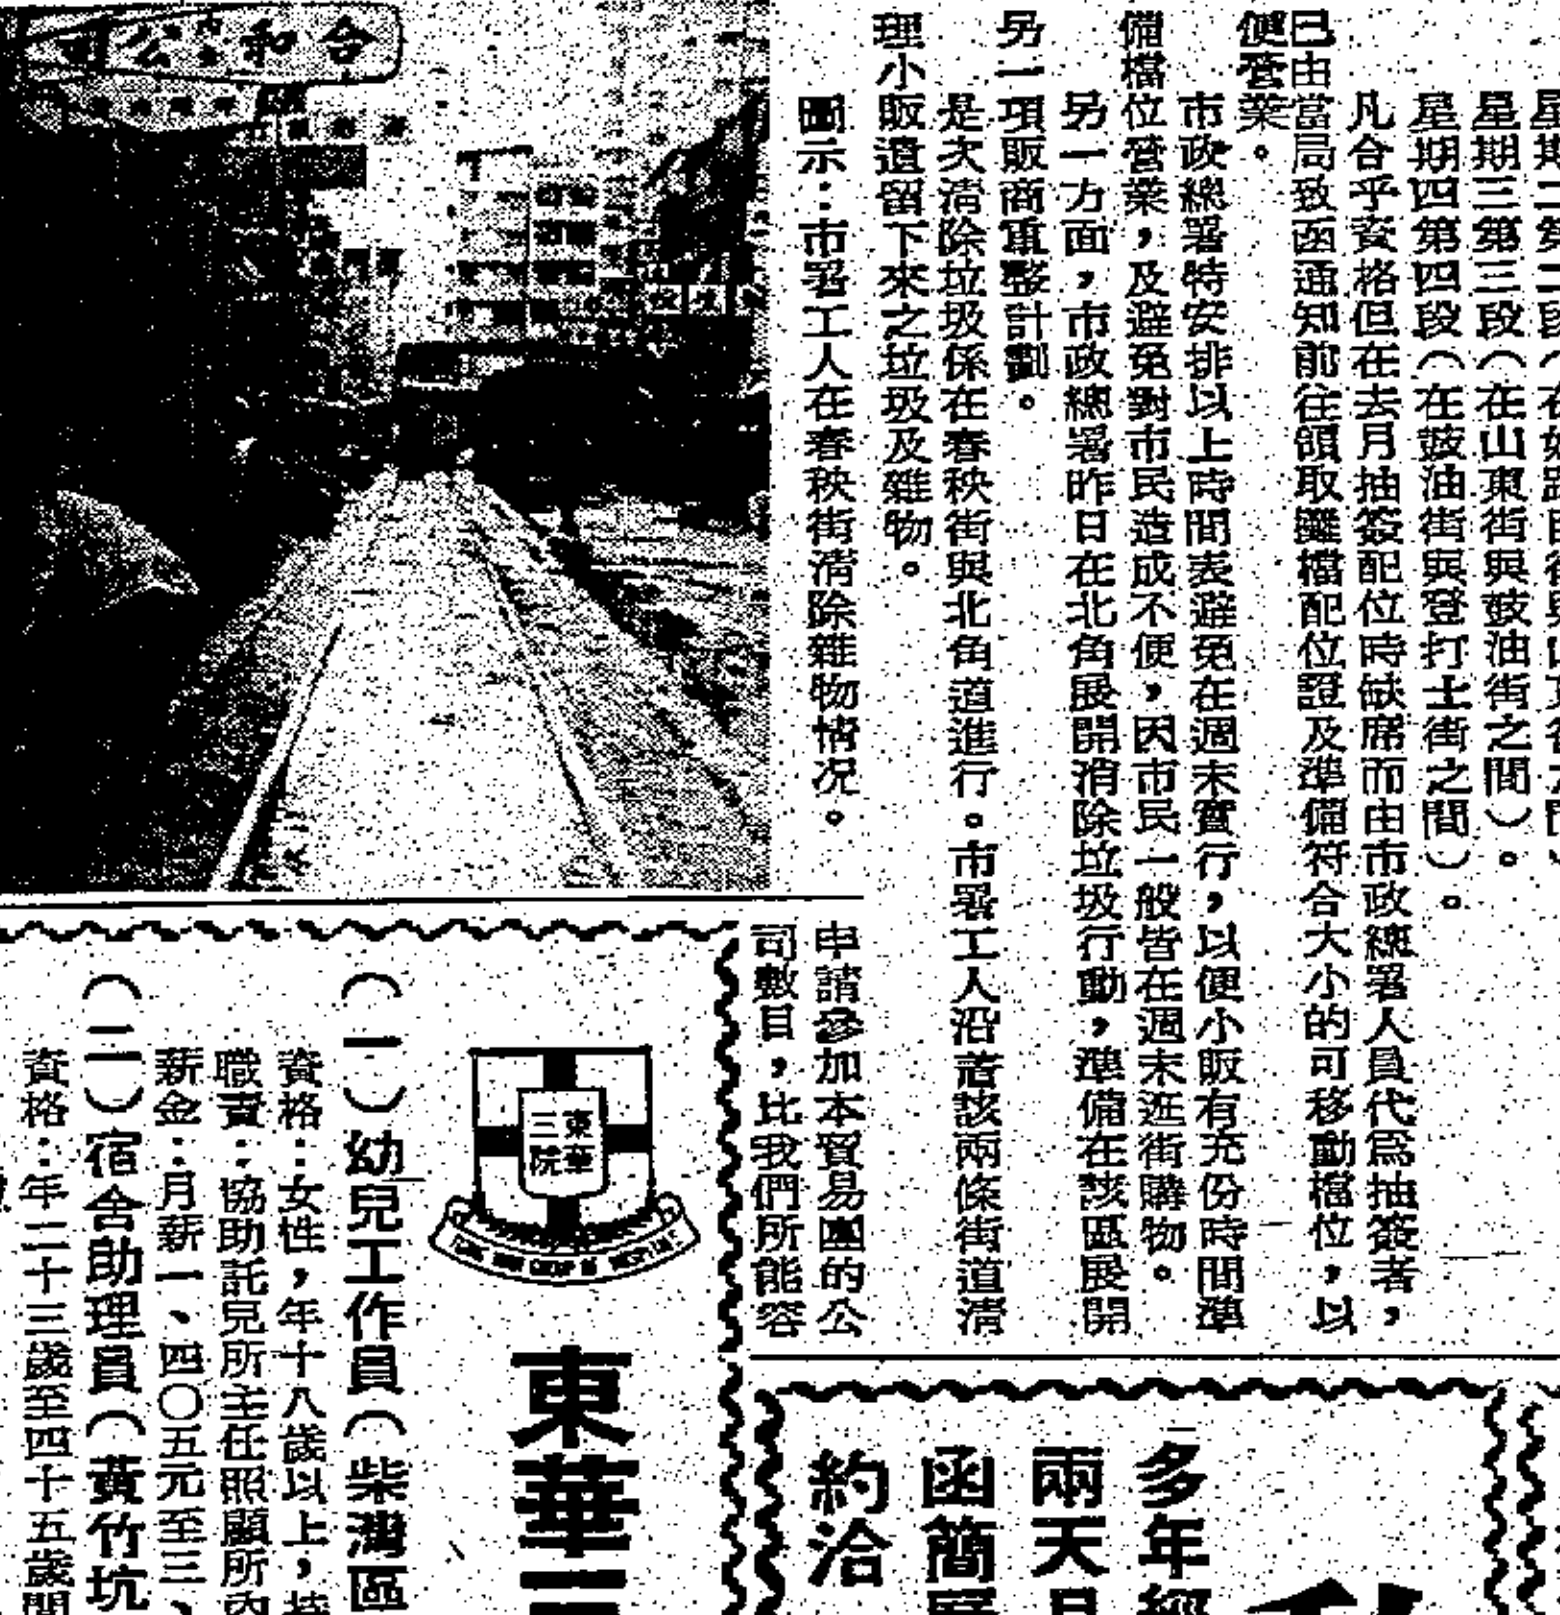 星期三第三段（在山東街與豉油街之間）。
星期四第四段（在豉油街與登打士街之間）。
凡合乎資格但在去月抽簽配位時缺席而由市政總署人員代爲抽簽者，
已由當局致函通知前往領取攤檔配位證及準備符合大小的可移動檔位，以
便營業。
市政總署特安排以上時間表避免在週末實行，以便小販有充份時間準
備檔位營業，及避免對市民造成不便，因市民一般皆在週末逛街購物。
另一方面，市政總署昨日在北角展開消除垃圾行動，準備在該區展開
另一項販商重整計劃。
是次清除垃圾係在春秧街與北角道進行。市署工人沿着該兩條街道清
理小販遺留下來之垃圾及雜物。
圖示：市署工人在春秧街清除雜物情况。
合和公司
申請參加本貿易團的公
司數目，比我們所能容
東華三院
東華三
（一）幼兒工作員（柴灣區
資格：女性，年十八歲以上，持
職責：協助託兒所主任照顧所內
薪金：月薪一、四〇五元至三、
（二）宿舍助理員（黃竹坑
資格：年二十三歲至四十五歲間
多年經
兩天
函簡
約洽